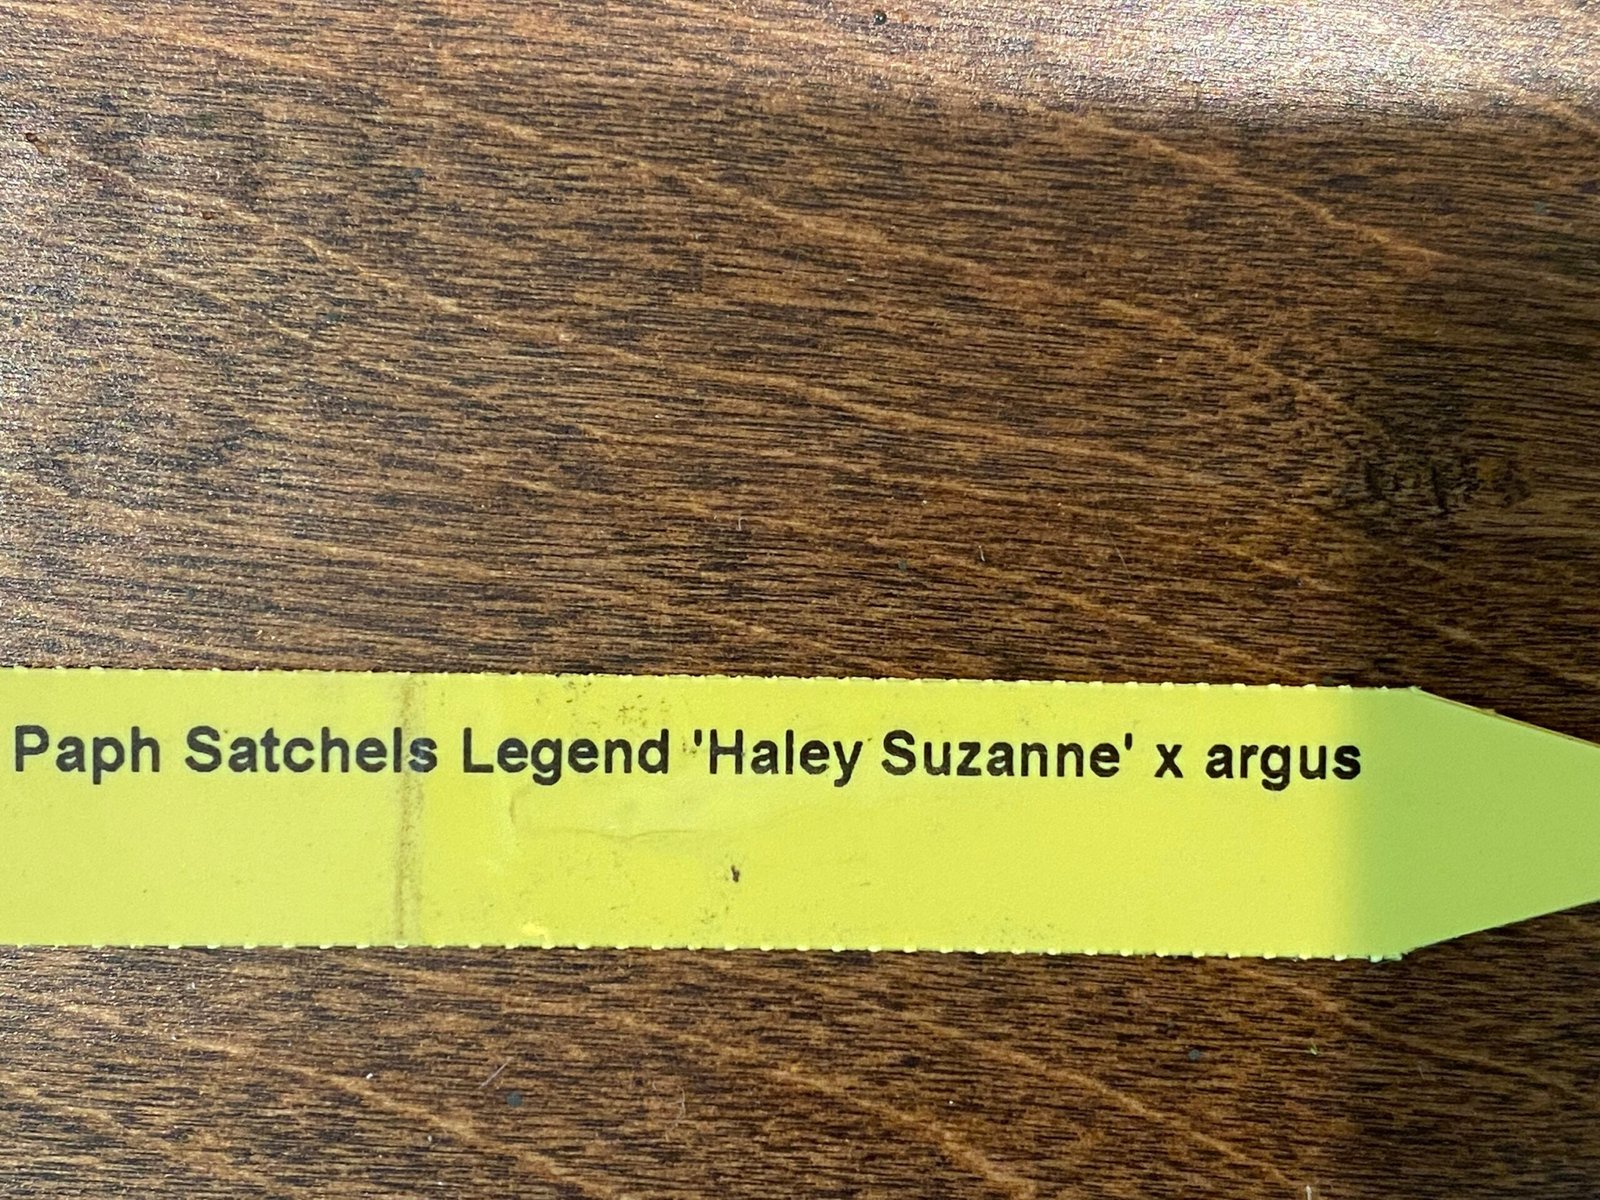 Paph Satchels Legend 'Haley Suzanne' x argus